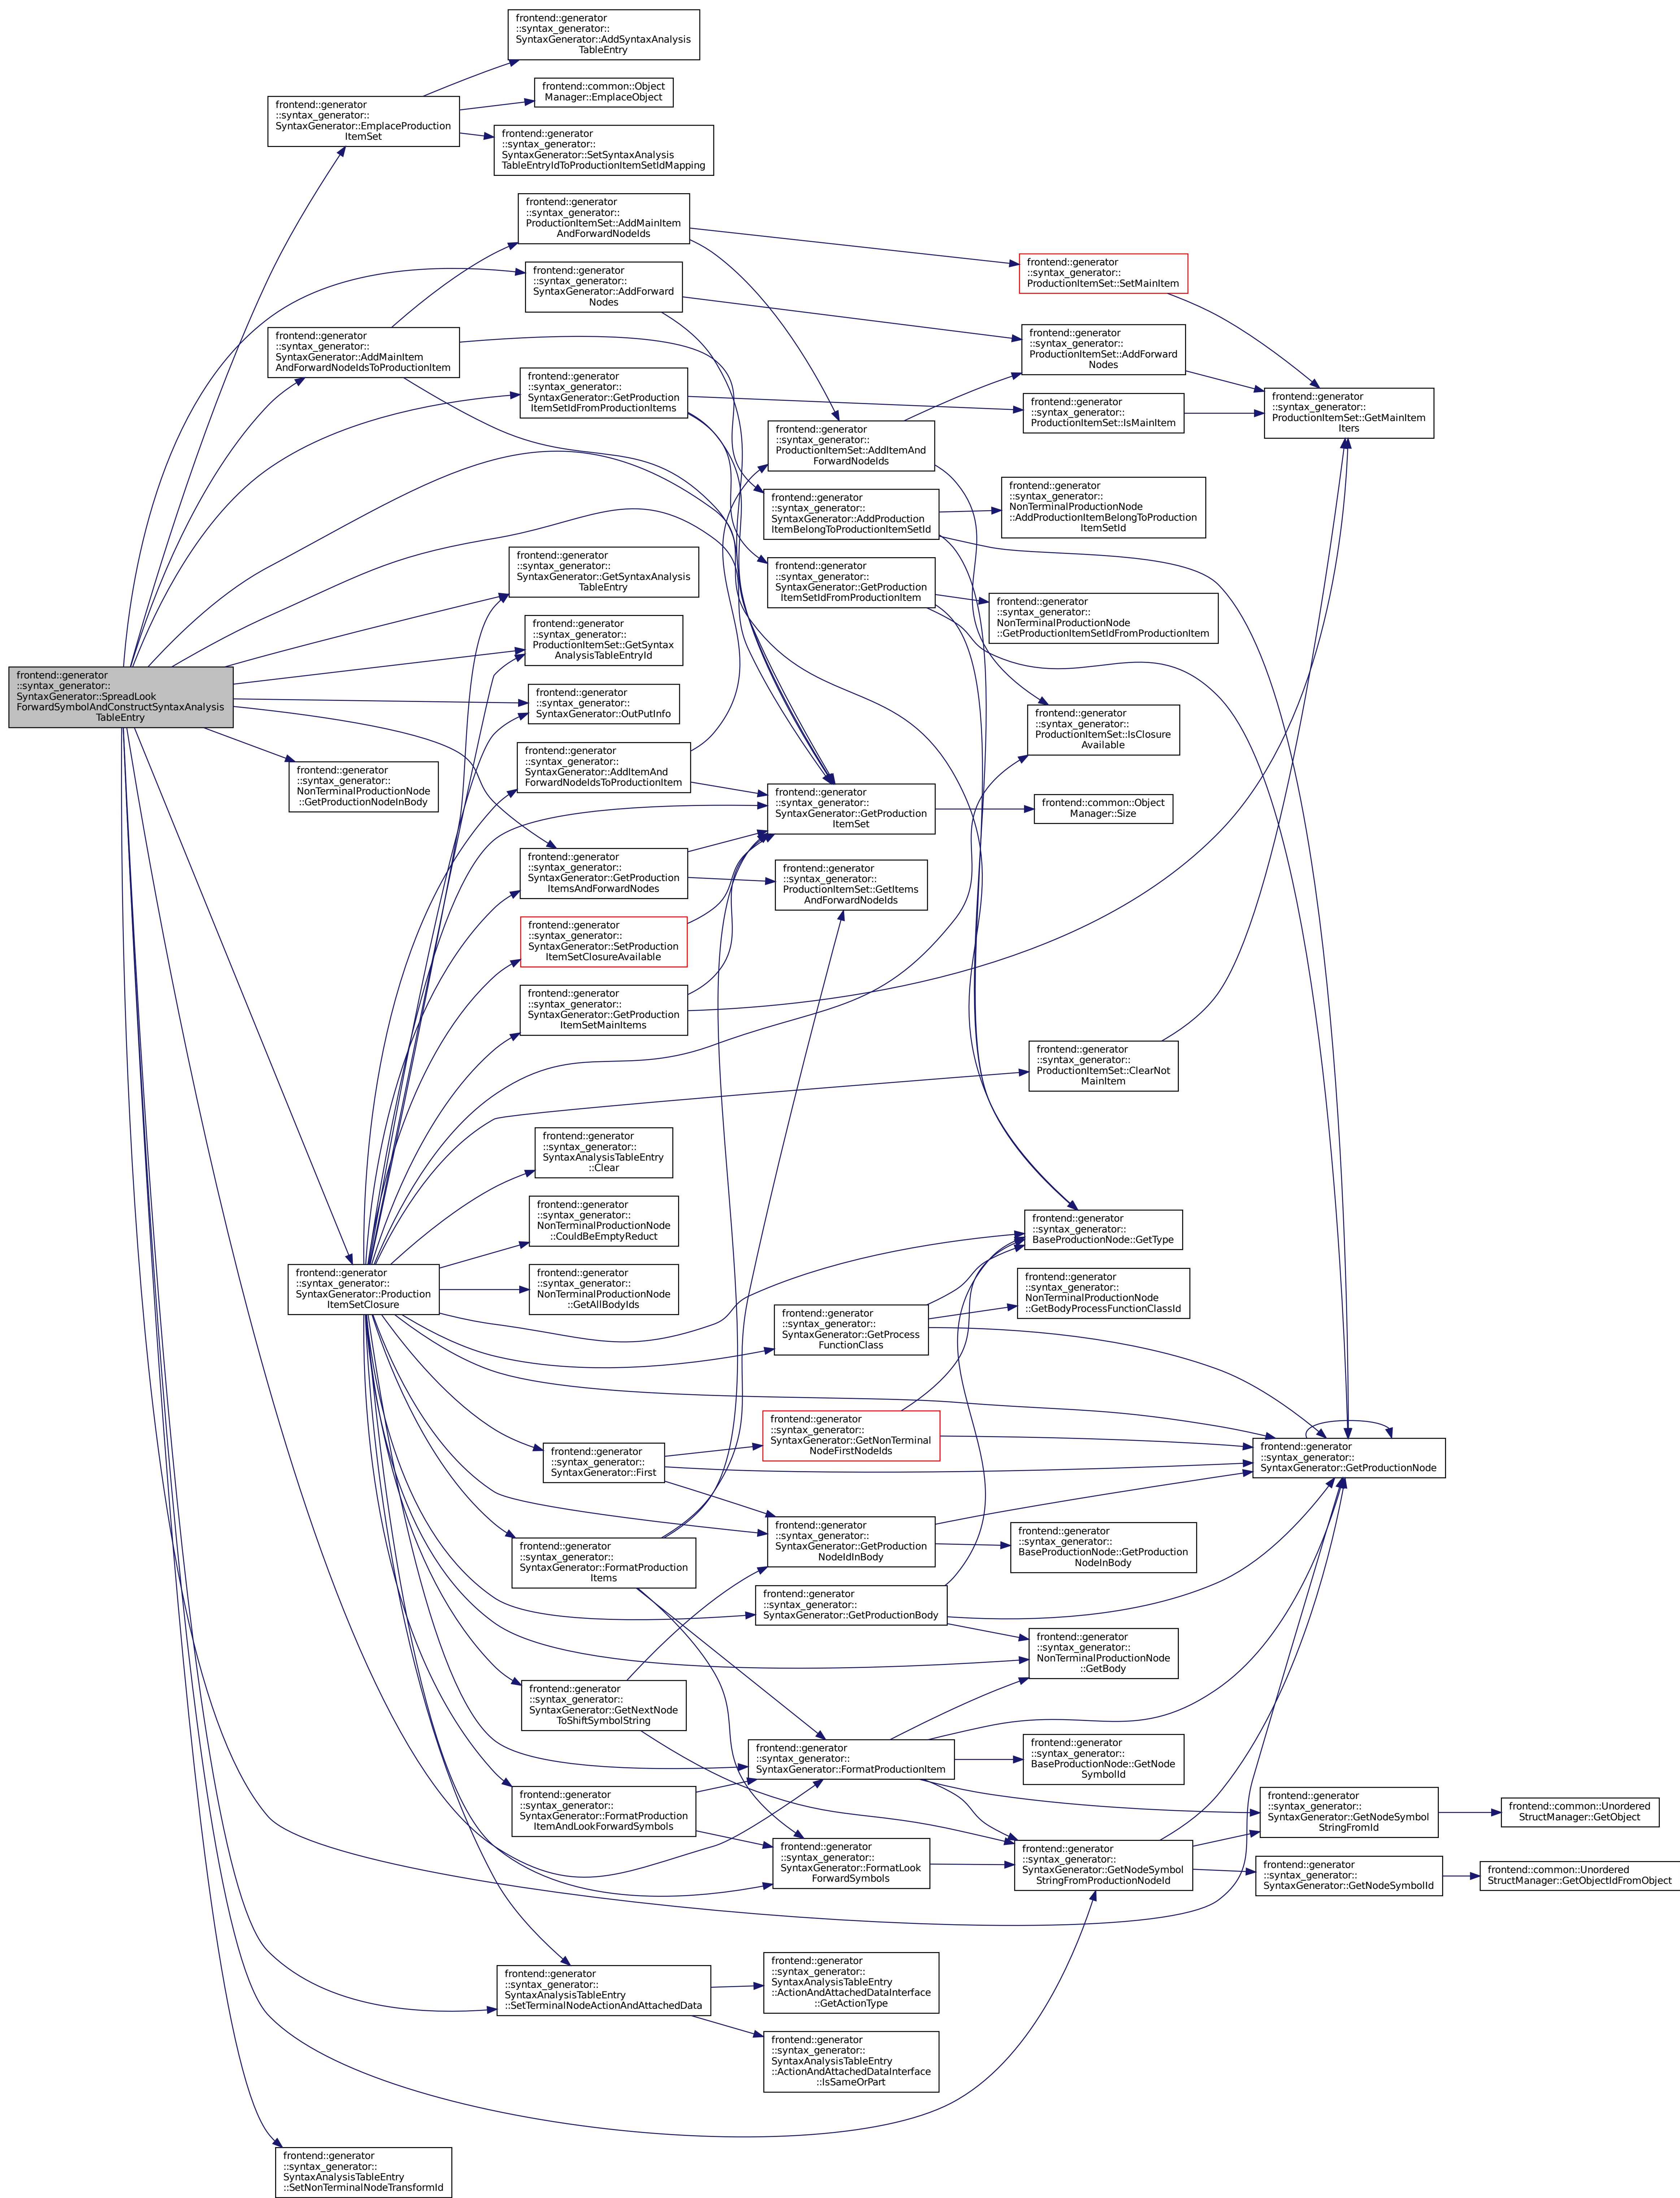 frontend::generator
::syntax_generator::
SyntaxGenerator::AddSyntaxAnalysis
TableEntry
frontend::common::Object
Manager::EmplaceObject
frontend::generator
::syntax_generator::
SyntaxGenerator::EmplaceProduction
ItemSet
frontend::generator
::syntax_generator::
SyntaxGenerator::SetSyntaxAnalysis
TableEntryIdToProductionItemSetIdMapping
frontend::generator
::syntax_generator::
ProductionItemSet::AddMainItem
AndForwardNodeIds
frontend::generator
::syntax_generator::
ProductionItemSet::SetMainItem
frontend::generator
::syntax_generator::
SyntaxGenerator::AddForward
Nodes
frontend::generator
::syntax_generator::
SyntaxGenerator::AddMainItem
AndForwardNodeIdsToProductionItem
frontend::generator
::syntax_generator::
ProductionItemSet::AddForward
Nodes
frontend::generator
::syntax_generator::
SyntaxGenerator::GetProduction
ItemSetIdFromProductionItems
frontend::generator
::syntax_generator::
ProductionItemSet::IsMainItem
frontend::generator
::syntax_generator::
ProductionItemSet::GetMainItem
Iters
frontend::generator
::syntax_generator::
ProductionItemSet::AddItemAnd
ForwardNodeIds
frontend::generator
::syntax_generator::
SyntaxGenerator::AddProduction
ItemBelongToProductionItemSetId
frontend::generator
::syntax_generator::
NonTerminalProductionNode
::AddProductionItemBelongToProduction
ItemSetId
frontend::generator
::syntax_generator::
SyntaxGenerator::GetSyntaxAnalysis
TableEntry
frontend::generator
::syntax_generator::
SyntaxGenerator::GetProduction
ItemSetIdFromProductionItem
frontend::generator
::syntax_generator::
NonTerminalProductionNode
::GetProductionItemSetIdFromProductionItem
frontend::generator
::syntax_generator::
ProductionItemSet::GetSyntax
AnalysisTableEntryId
frontend::generator
::syntax_generator::
SyntaxGenerator::SpreadLook
ForwardSymbolAndConstructSyntaxAnalysis
TableEntry
frontend::generator
::syntax_generator::
SyntaxGenerator::OutPutInfo
frontend::generator
::syntax_generator::
ProductionItemSet::IsClosure
Available
frontend::generator
::syntax_generator::
NonTerminalProductionNode
::GetProductionNodeInBody
frontend::generator
::syntax_generator::
SyntaxGenerator::AddItemAnd
ForwardNodeIdsToProductionItem
frontend::generator
::syntax_generator::
SyntaxGenerator::GetProduction
ItemSet
frontend::common::Object
Manager::Size
frontend::generator
::syntax_generator::
SyntaxGenerator::GetProduction
ItemsAndForwardNodes
frontend::generator
::syntax_generator::
ProductionItemSet::GetItems
AndForwardNodeIds
frontend::generator
::syntax_generator::
SyntaxGenerator::SetProduction
ItemSetClosureAvailable
frontend::generator
::syntax_generator::
SyntaxGenerator::GetProduction
ItemSetMainItems
frontend::generator
::syntax_generator::
ProductionItemSet::ClearNot
MainItem
frontend::generator
::syntax_generator::
SyntaxAnalysisTableEntry
::Clear
frontend::generator
::syntax_generator::
NonTerminalProductionNode
::CouldBeEmptyReduct
frontend::generator
::syntax_generator::
BaseProductionNode::GetType
frontend::generator
::syntax_generator::
SyntaxGenerator::Production
ItemSetClosure
frontend::generator
::syntax_generator::
NonTerminalProductionNode
::GetAllBodyIds
frontend::generator
::syntax_generator::
NonTerminalProductionNode
::GetBodyProcessFunctionClassId
frontend::generator
::syntax_generator::
SyntaxGenerator::GetProcess
FunctionClass
frontend::generator
::syntax_generator::
SyntaxGenerator::GetNonTerminal
NodeFirstNodeIds
frontend::generator
::syntax_generator::
SyntaxGenerator::First
frontend::generator
::syntax_generator::
SyntaxGenerator::GetProductionNode
frontend::generator
::syntax_generator::
SyntaxGenerator::GetProduction
NodeIdInBody
frontend::generator
::syntax_generator::
BaseProductionNode::GetProduction
NodeInBody
frontend::generator
::syntax_generator::
SyntaxGenerator::FormatProduction
Items
frontend::generator
::syntax_generator::
SyntaxGenerator::GetProductionBody
frontend::generator
::syntax_generator::
NonTerminalProductionNode
::GetBody
frontend::generator
::syntax_generator::
SyntaxGenerator::GetNextNode
ToShiftSymbolString
frontend::generator
::syntax_generator::
SyntaxGenerator::FormatProductionItem
frontend::generator
::syntax_generator::
BaseProductionNode::GetNode
SymbolId
frontend::generator
::syntax_generator::
SyntaxGenerator::FormatProduction
ItemAndLookForwardSymbols
frontend::generator
::syntax_generator::
SyntaxGenerator::GetNodeSymbol
StringFromId
frontend::common::Unordered
StructManager::GetObject
frontend::generator
::syntax_generator::
SyntaxGenerator::FormatLook
ForwardSymbols
frontend::generator
::syntax_generator::
SyntaxGenerator::GetNodeSymbol
StringFromProductionNodeId
frontend::generator
::syntax_generator::
SyntaxGenerator::GetNodeSymbolId
frontend::common::Unordered
StructManager::GetObjectIdFromObject
frontend::generator
::syntax_generator::
SyntaxAnalysisTableEntry
::SetTerminalNodeActionAndAttachedData
frontend::generator
::syntax_generator::
SyntaxAnalysisTableEntry
::ActionAndAttachedDataInterface
::GetActionType
frontend::generator
::syntax_generator::
SyntaxAnalysisTableEntry
::ActionAndAttachedDataInterface
::IsSameOrPart
frontend::generator
::syntax_generator::
SyntaxAnalysisTableEntry
::SetNonTerminalNodeTransformId